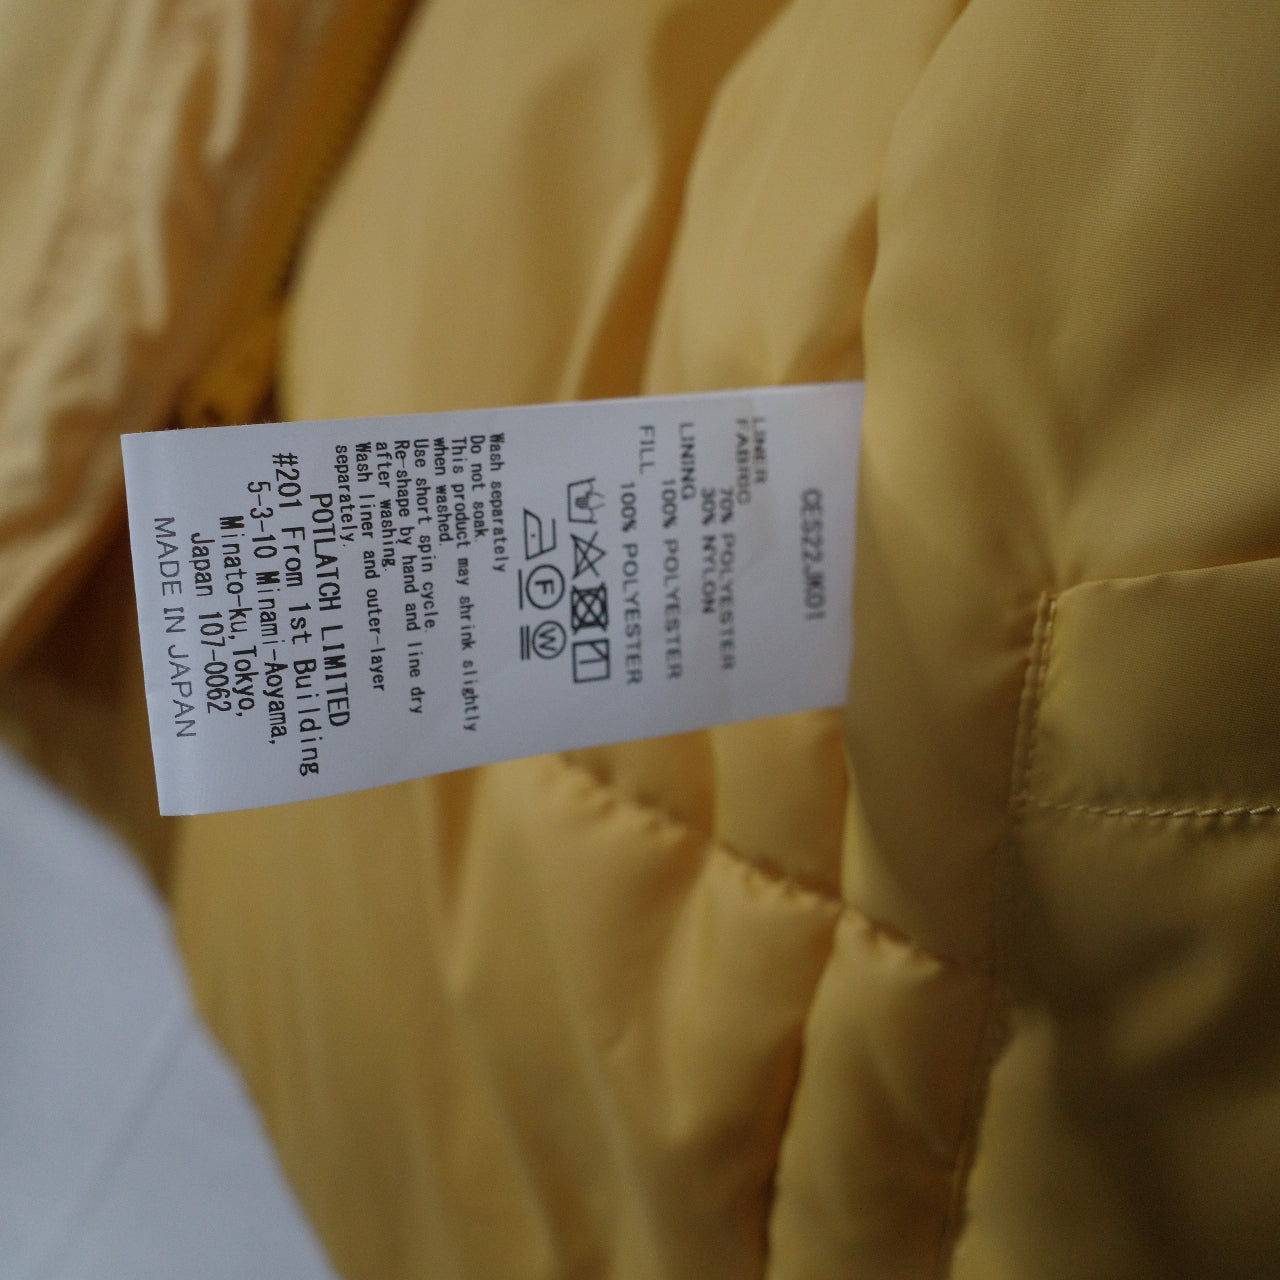 CES22JK01
LINER
FABRIC
70% POLYESTER
30% NYLON
LINING
100% POLYESTER
FILL
100% POLYESTER
F W
Wash separately
Do not soak.
This product may shrink slightly
when washed.
Use short spin cycle.
Re-shape by hand and line dry
after washing.
Wash liner and outer-layer
separately.
POTLATCH LIMITED
#201 From 1st Building
5-3-10 Minami-Aoyama,
Minato-ku, Tokyo,
Japan 107-0062
MADE IN JAPAN